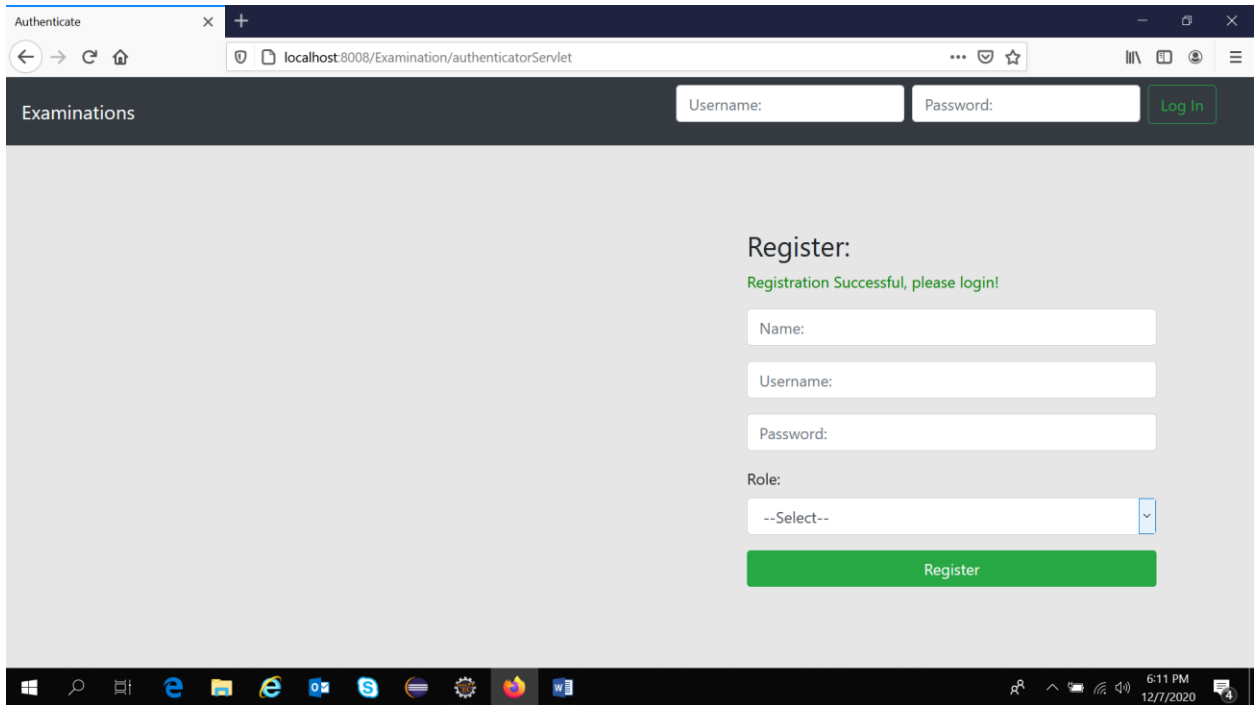 Authenticate
localhost:8008/Examination/authenticatorServlet
Examinations
Username:
Password:
Log In
Register:
Registration Successful, please login!
Name:
Username:
Password:
Role:
--Select--
Register
6:11 PM
12/7/2020
4